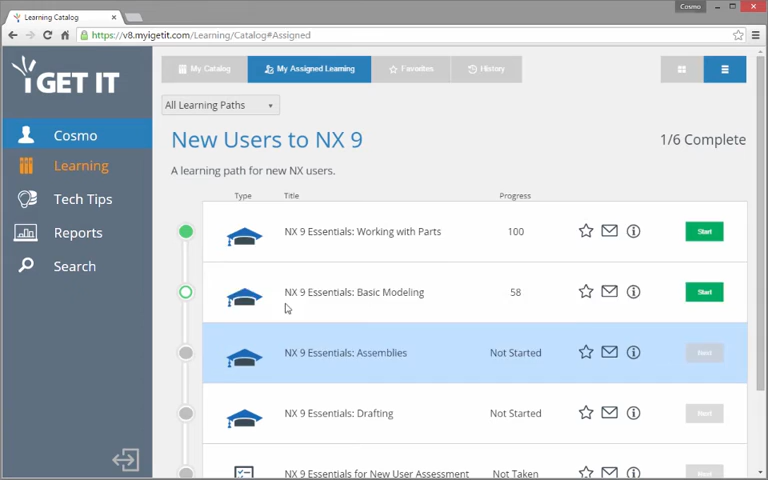 Cosmo
Learning Catalog
https://v8.myigetit.com/Learning/Catalog#Assigned
i GET IT
My Catalog
My Assigned Learning
Favorites
History
Cosmo
Learning
Tech Tips
Reports
Search
All Learning Paths
New Users to NX 9
1/6 Complete
A learning path for new NX users.
Type Title Progress
NX 9 Essentials: Working with Parts 100 Start
NX 9 Essentials: Basic Modeling 58 Start
NX 9 Essentials: Assemblies Not Started Next
NX 9 Essentials: Drafting Not Started Next
NX 9 Essentials for New User Assessment Not Taken Next